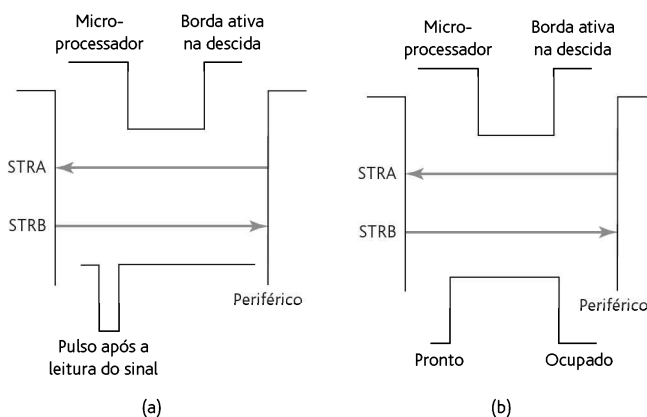 Micro-
processador
Borda ativa
na descida
STRA
STRB
Periférico
Pulso após a
leitura do sinal
(a)
Micro-
processador
Borda ativa
na descida
STRA
STRB
Periférico
Pronto
Ocupado
(b)